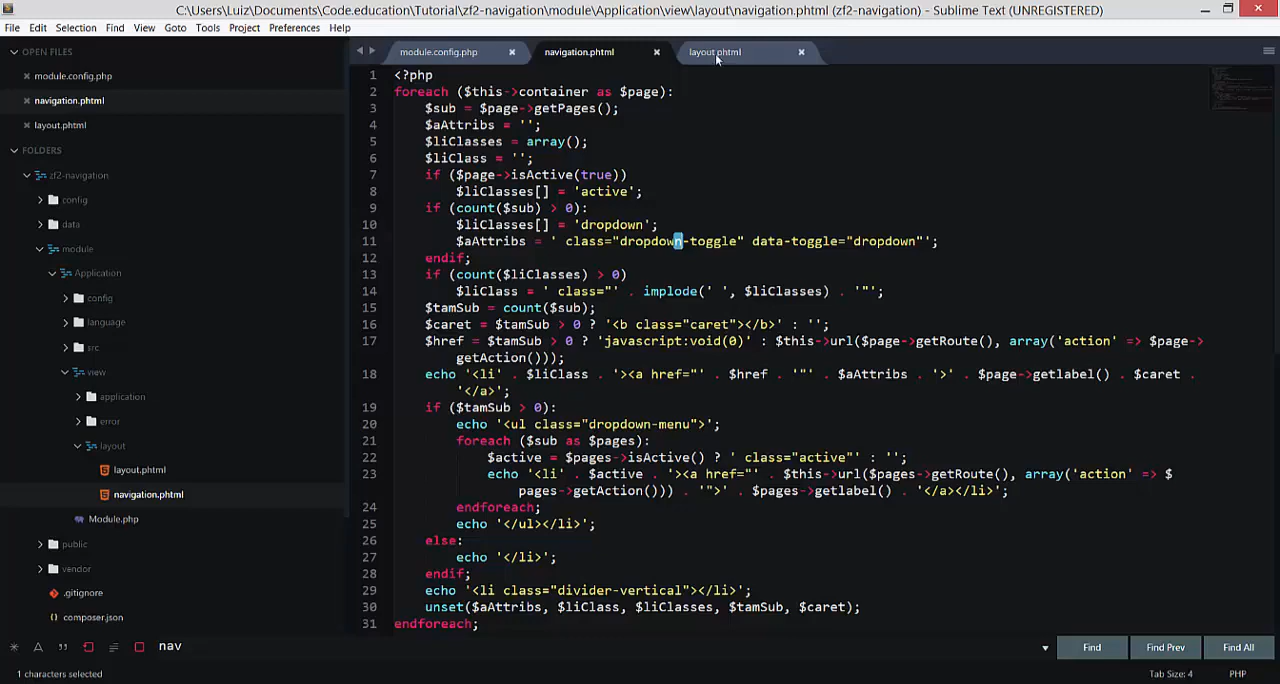 C:\Users\Luiz\Documents\Code.education\Tutorial\zf2-navigation\module\Application\view\layout\navigation.phtml (zf2-navigation) - Sublime Text (UNREGISTERED)
File Edit Selection Find View Goto Tools Project Preferences Help
OPEN FILES
module.config.php
navigation.phtml
layout.phtml
FOLDERS
zf2-navigation
config
data
module
Application
config
language
src
view
application
error
layout
layout.phtml
navigation.phtml
Module.php
public
vendor
.gitignore
composer.json
module.config.php navigation.phtml layout.phtml
1 <?php
2 foreach ($this->container as $page):
3 $sub = $page->getPages();
4 $aAttribs = '';
5 $liClasses = array();
6 $liClass = '';
7 if ($page->isActive(true))
8 $liClasses[] = 'active';
9 if (count($sub) > 0):
10 $liClasses[] = 'dropdown';
11 $aAttribs = ' class="dropdown-toggle" data-toggle="dropdown"';
12 endif;
13 if (count($liClasses) > 0)
14 $liClass = ' class="' . implode(' ', $liClasses) . '"';
15 $tamSub = count($sub);
16 $caret = $tamSub > 0 ? '<b class="caret"></b>' : '';
17 $href = $tamSub > 0 ? 'javascript:void(0)' : $this->url($page->getRoute(), array('action' => $page->
getAction()));
18 echo '<li' . $liClass . '><a href="' . $href . '"' . $aAttribs . '>' . $page->getlabel() . $caret .
'</a>';
19 if ($tamSub > 0):
20 echo '<ul class="dropdown-menu">';
21 foreach ($sub as $pages):
22 $active = $pages->isActive() ? ' class="active"' : '';
23 echo '<li' . $active . '><a href="' . $this->url($pages->getRoute(), array('action' => $
pages->getAction())) . '">' . $pages->getlabel() . '</a></li>';
24 endforeach;
25 echo '</ul></li>';
26 else:
27 echo '</li>';
28 endif;
29 echo '<li class="divider-vertical"></li>';
30 unset($aAttribs, $liClass, $liClasses, $tamSub, $caret);
31 endforeach;
nav
Find Find Prev Find All
1 characters selected
Tab Size: 4 PHP